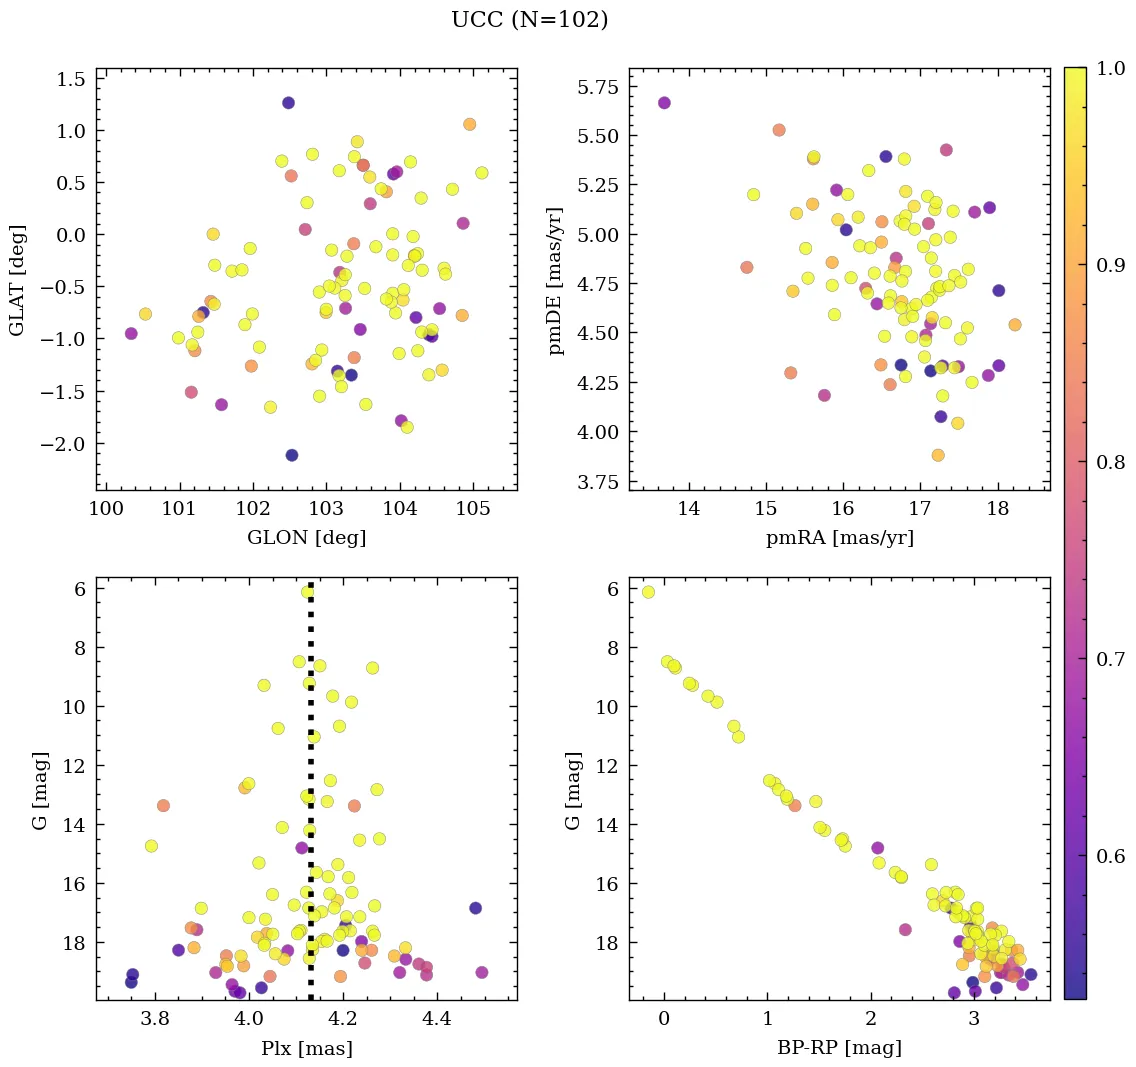 UCC (N=102)
1.5
1.0
0.5
0.0
−0.5
−1.0
−1.5
−2.0
GLAT [deg]
100 101 102 103 104 105
GLON [deg]
5.75
5.50
5.25
5.00
4.75
4.50
4.25
4.00
3.75
pmDE [mas/yr]
14 15 16 17 18
pmRA [mas/yr]
6
8
10
12
14
16
18
G [mag]
3.8 4.0 4.2 4.4
Plx [mas]
6
8
10
12
14
16
18
G [mag]
0 1 2 3
BP-RP [mag]
1.0
0.9
0.8
0.7
0.6